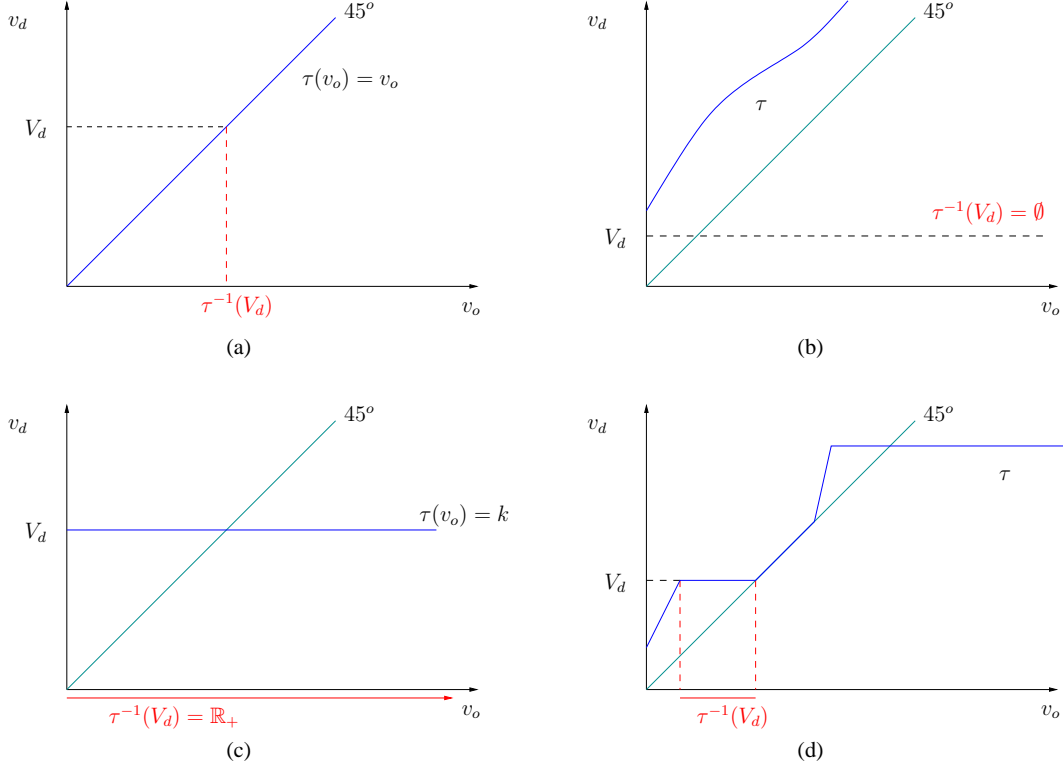 v_d
45^o
τ(v_o) = v_o
V_d
τ^{-1}(V_d)
v_o
(a)
v_d
45^o
τ
τ^{-1}(V_d) = ∅
V_d
v_o
(b)
v_d
45^o
τ(v_o) = k
V_d
τ^{-1}(V_d) = ℝ_+
v_o
(c)
v_d
45^o
τ
V_d
τ^{-1}(V_d)
v_o
(d)